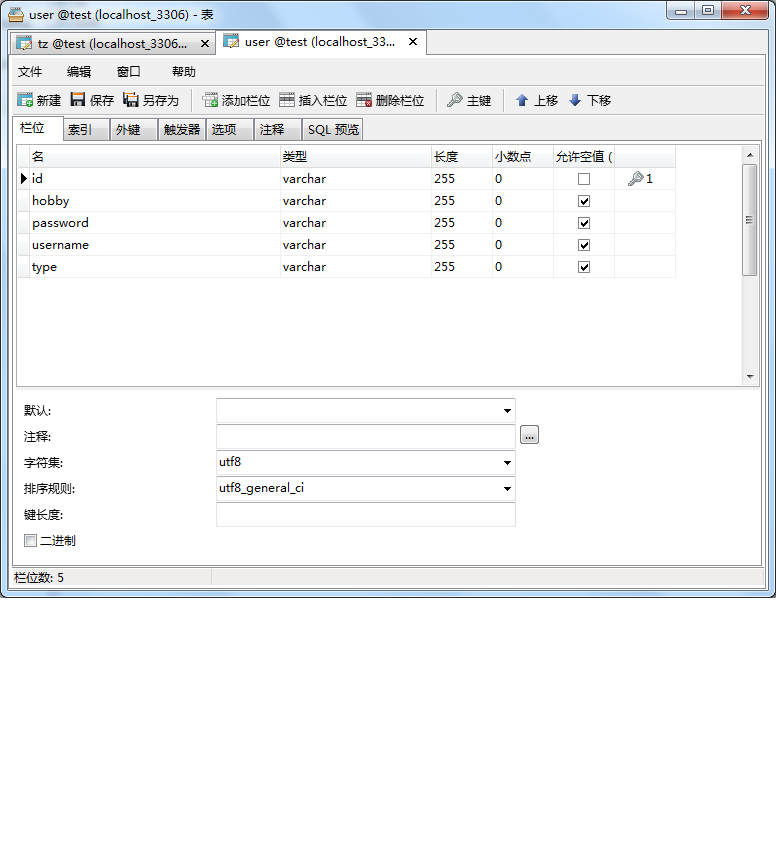 user @test (localhost_3306) - 表
tz @test (localhost_3306... user @test (localhost_33...
文件 编辑 窗口 帮助
新建 保存 另存为 添加栏位 插入栏位 删除栏位 主键 上移 下移
栏位 索引 外键 触发器 选项 注释 SQL 预览
名 类型 长度 小数点 允许空值 (
id varchar 255 0 1
hobby varchar 255 0
password varchar 255 0
username varchar 255 0
type varchar 255 0
默认:
注释: ...
字符集: utf8
排序规则: utf8_general_ci
键长度:
二进制
栏位数: 5